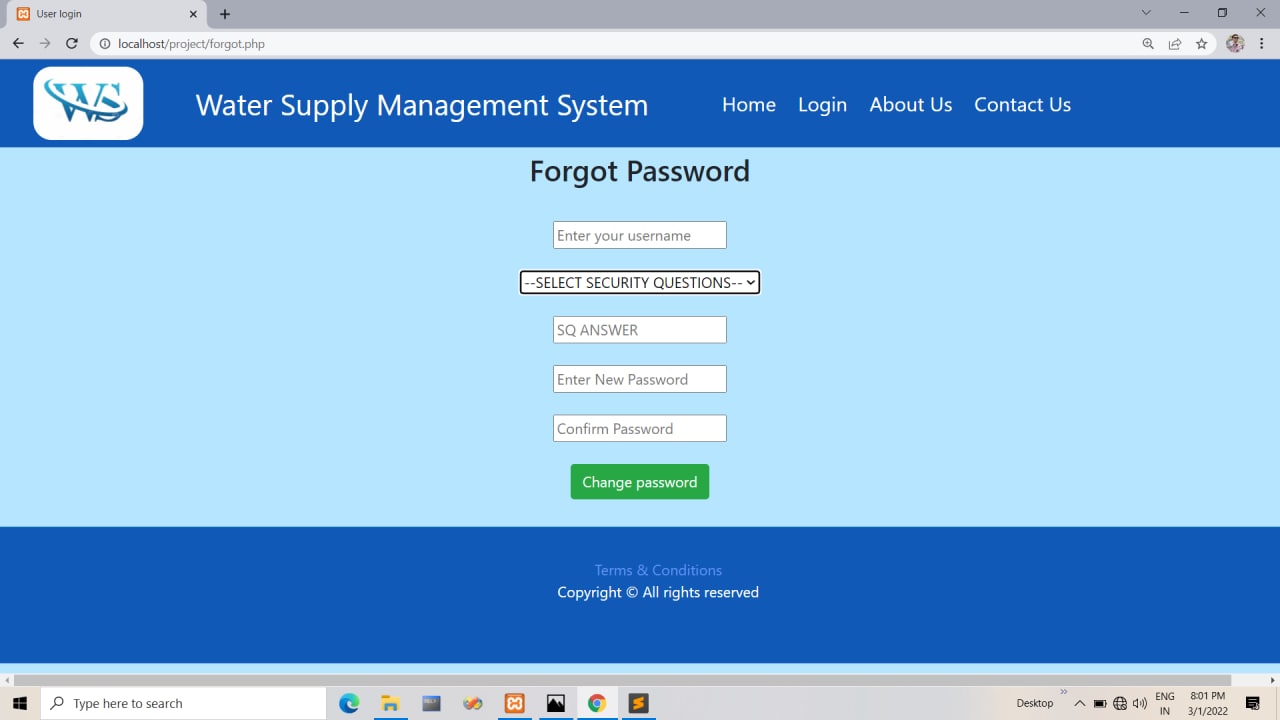 User login
localhost/project/forgot.php
WS
Water Supply Management System
Home
Login
About Us
Contact Us
Forgot Password
Enter your username
--SELECT SECURITY QUESTIONS--
SQ ANSWER
Enter New Password
Confirm Password
Change password
Terms & Conditions
Copyright © All rights reserved
Type here to search
Desktop
ENG
IN
8:01 PM
3/1/2022